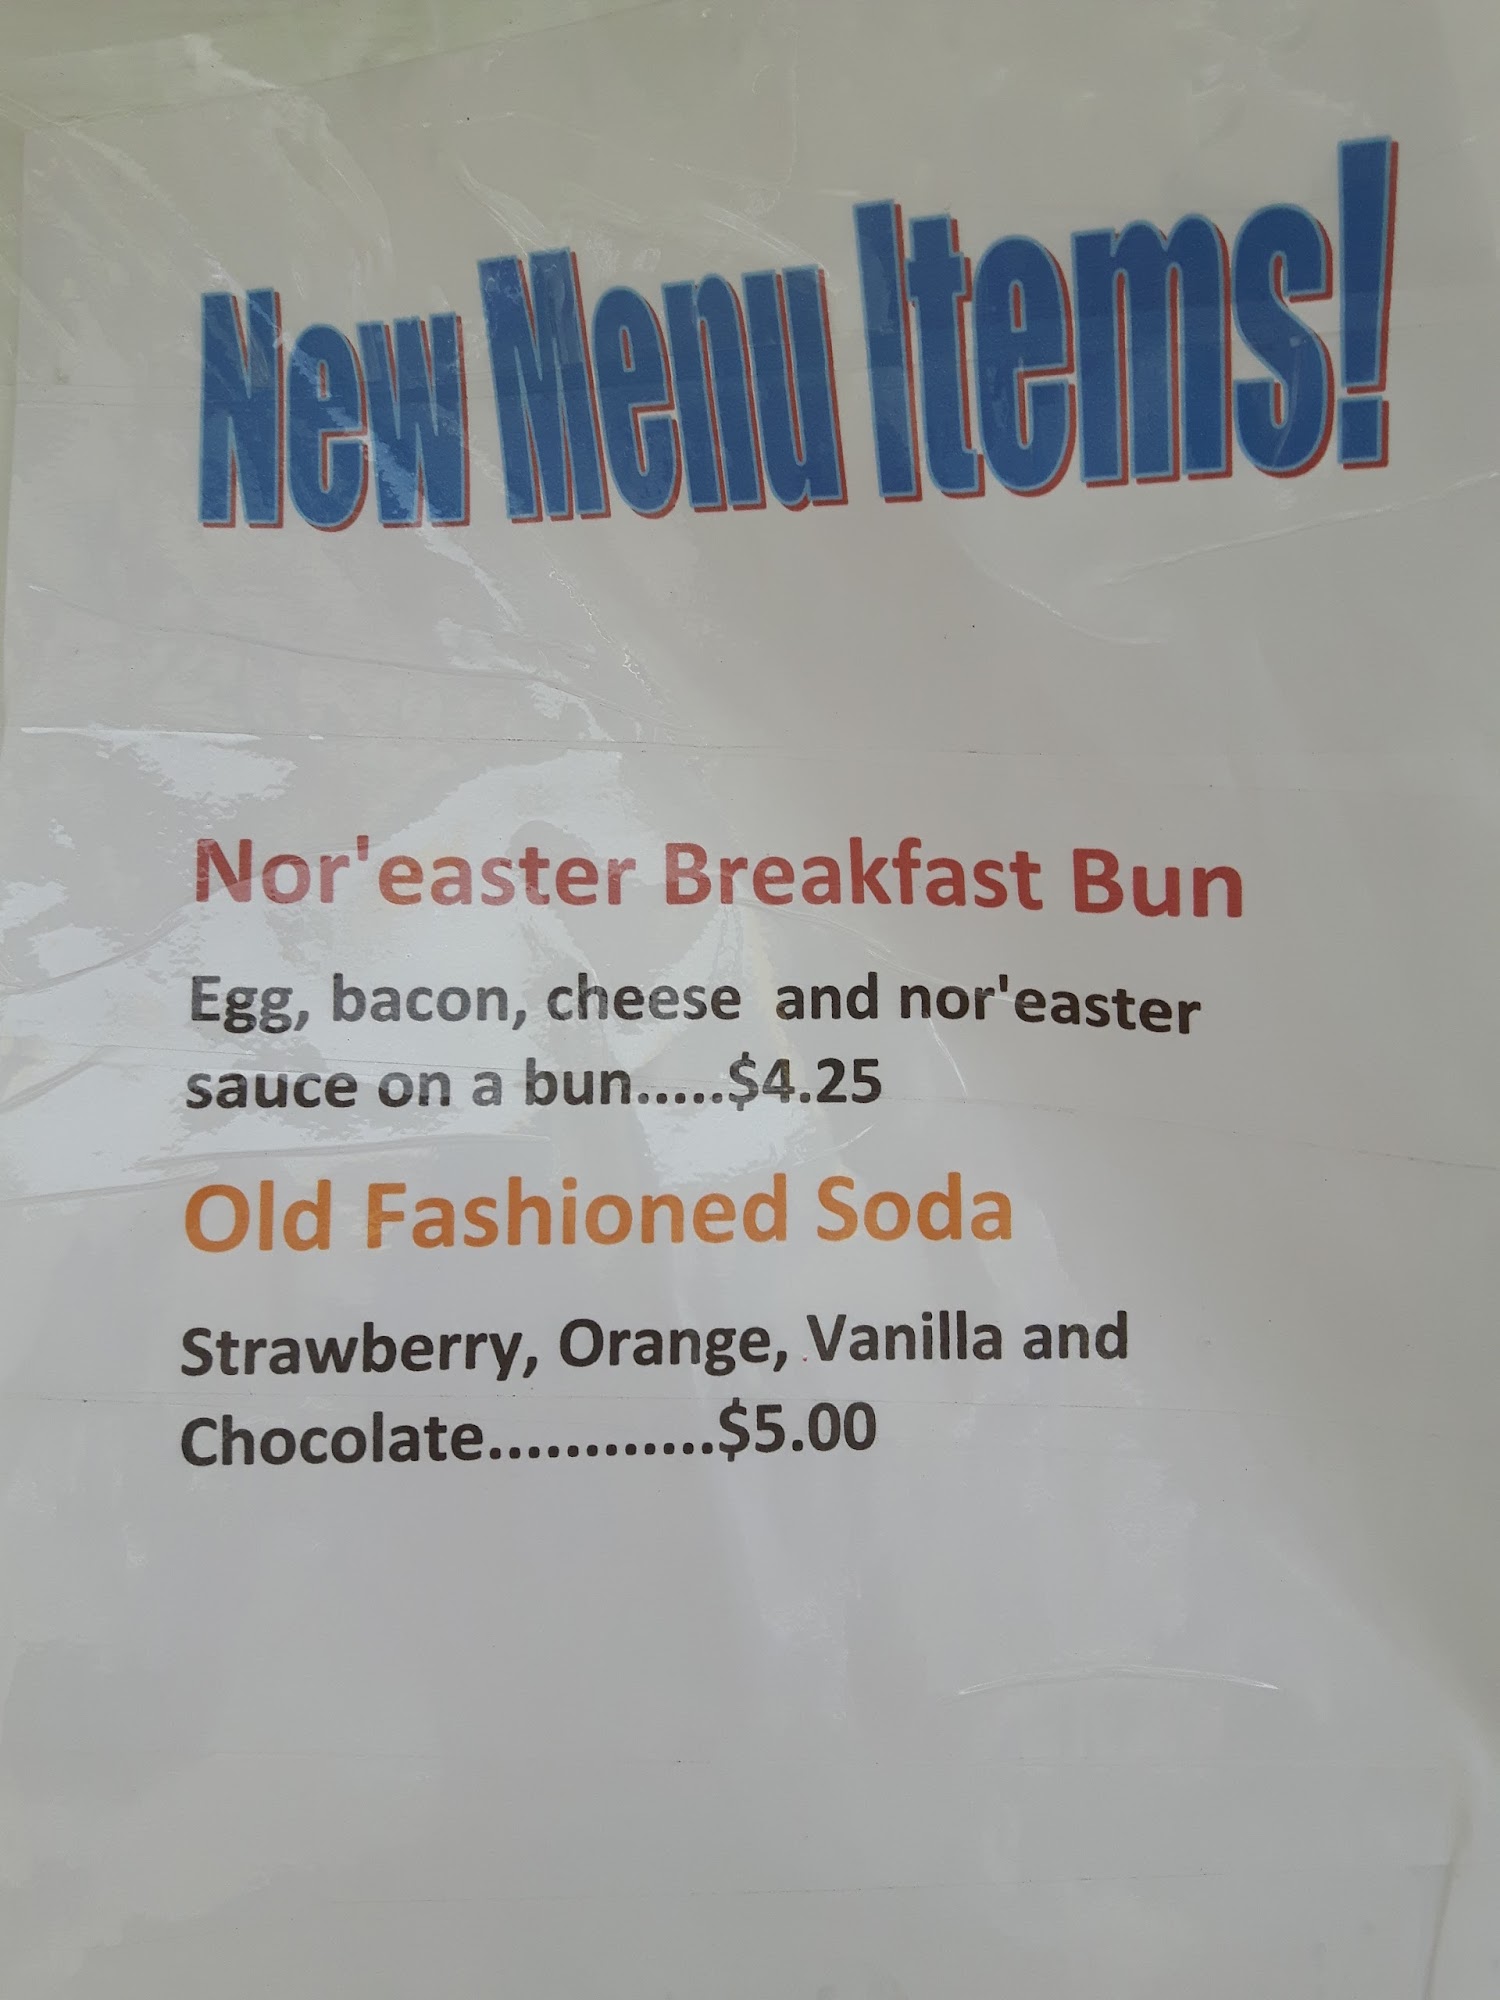 New Menu Items!
Nor'easter Breakfast Bun
Egg, bacon, cheese and nor'easter
sauce on a bun.....$4.25
Old Fashioned Soda
Strawberry, Orange, Vanilla and
Chocolate............$5.00